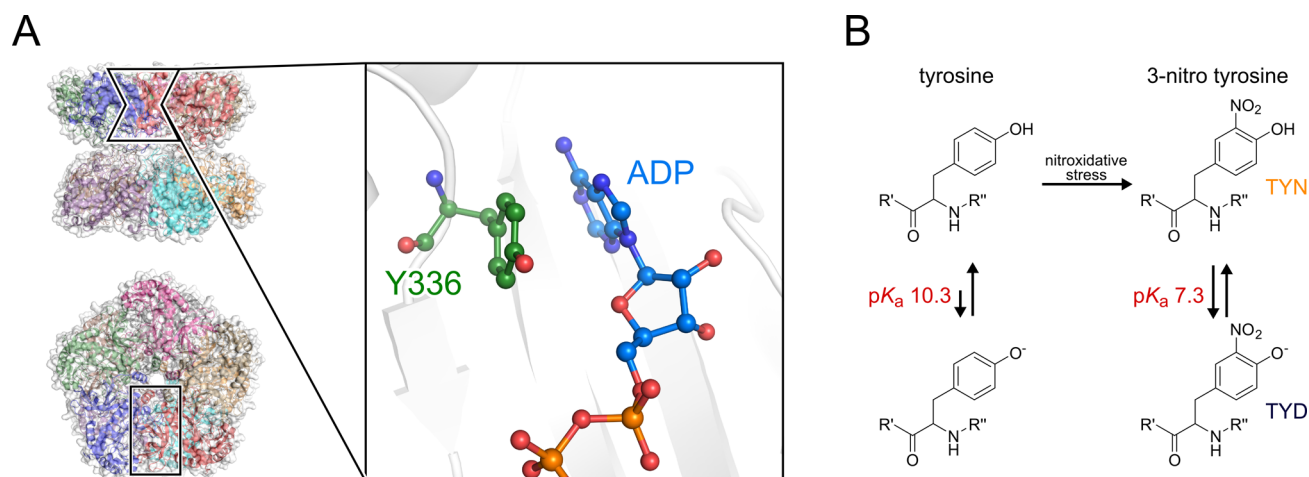 A
ADP
Y336
B
tyrosine
3-nitro tyrosine
OH
NO2
OH
nitroxidative
stress
TYN
R'
N
H
R"
O
R'
N
H
R"
O
pKa 10.3
pKa 7.3
O-
NO2
O-
TYD
R'
N
H
R"
O
R'
N
H
R"
O